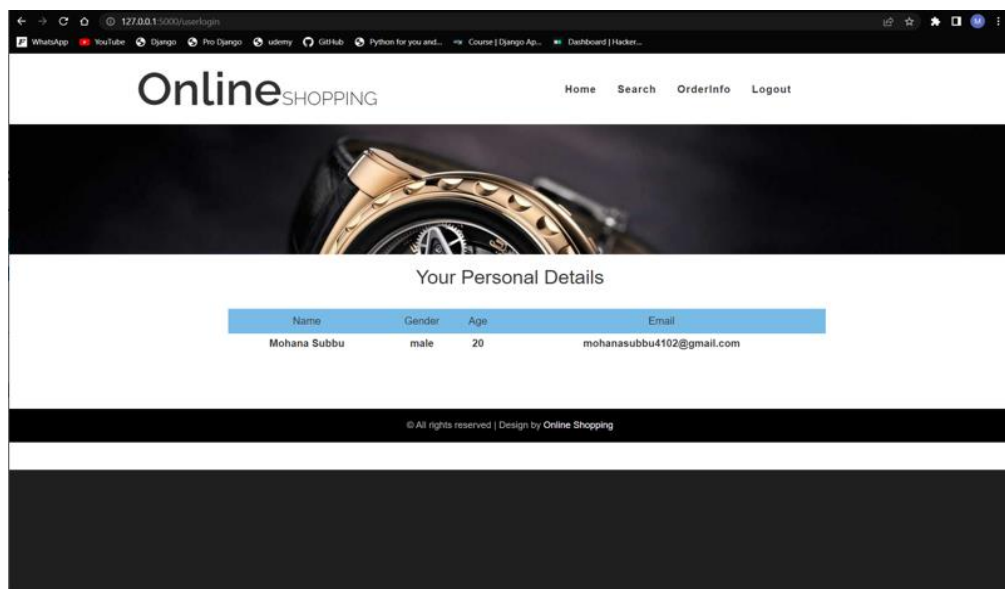 127.0.0.1:5000/userlogin
WhatsApp YouTube Django Pro Django udemy GitHub Python for you and... Course | Django Ap... Dashboard | Hacker...
Online SHOPPING
Home Search OrderInfo Logout
Your Personal Details
Name Gender Age Email
Mohana Subbu male 20 mohanasubbu4102@gmail.com
© All rights reserved | Design by Online Shopping